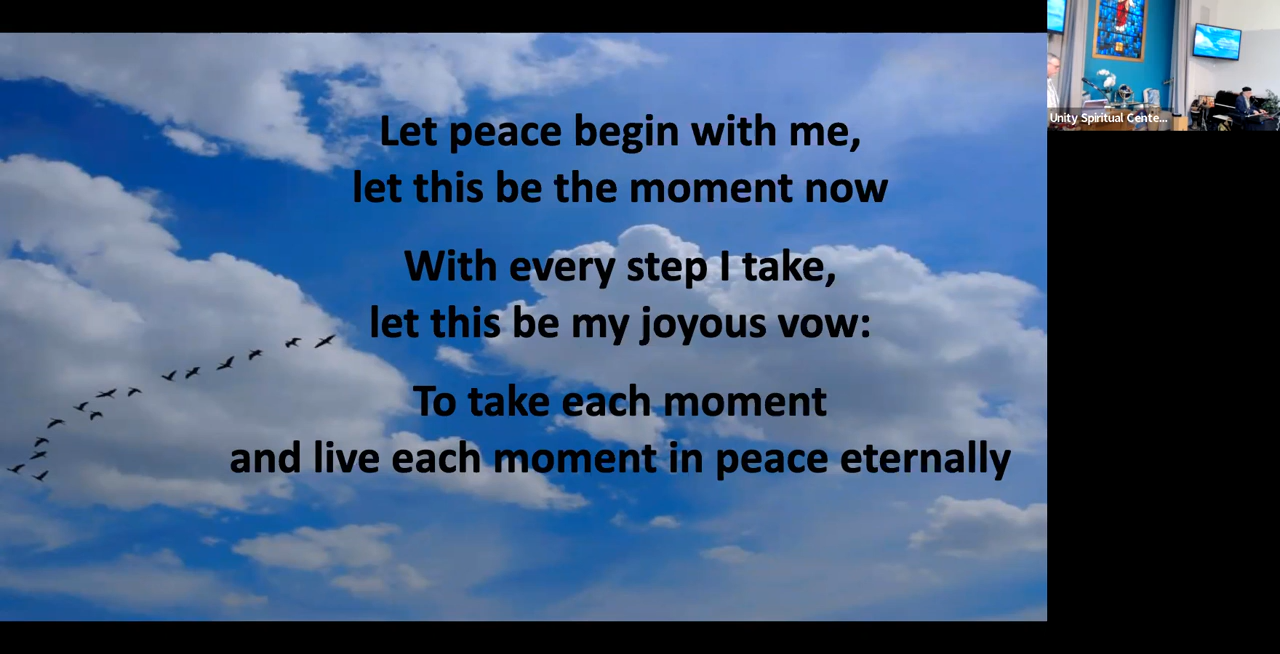 Let peace begin with me,
let this be the moment now
With every step I take,
let this be my joyous vow:
To take each moment
and live each moment in peace eternally
Unity Spiritual Cente...